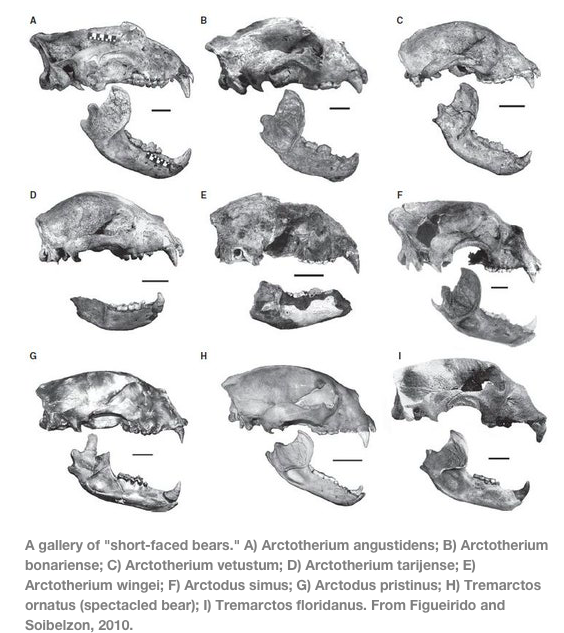 A
B
C
D
E
F
G
H
I
A gallery of "short-faced bears." A) Arctotherium angustidens; B) Arctotherium
bonariense; C) Arctotherium vetustum; D) Arctotherium tarijense; E)
Arctotherium wingei; F) Arctodus simus; G) Arctodus pristinus; H) Tremarctos
ornatus (spectacled bear); I) Tremarctos floridanus. From Figueirido and
Soibelzon, 2010.